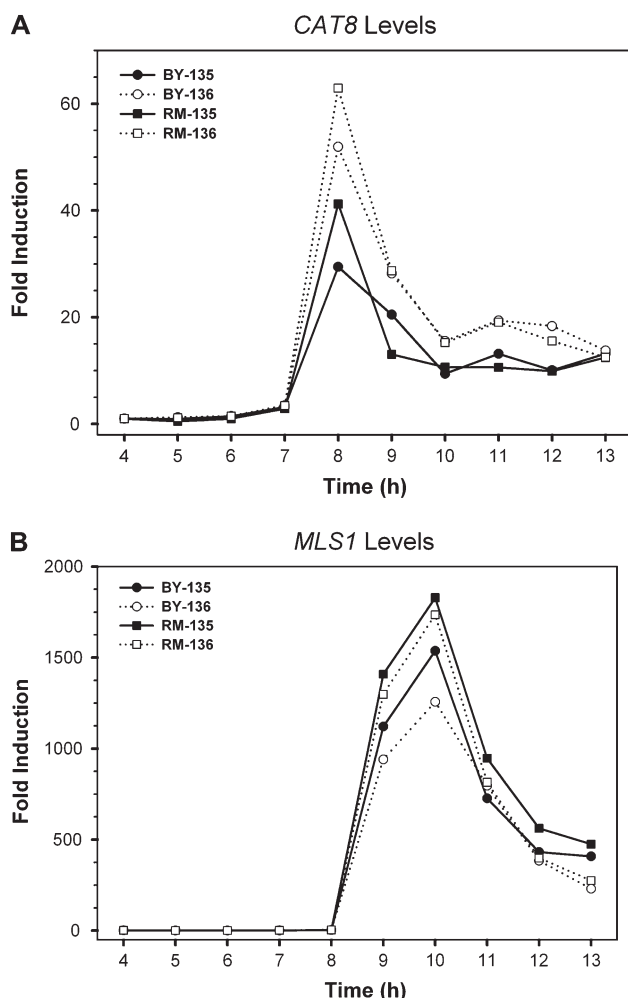 A
CAT8 Levels
BY-135
BY-136
RM-135
RM-136
60
40
20
0
Fold Induction
4 5 6 7 8 9 10 11 12 13
Time (h)
B
MLS1 Levels
BY-135
BY-136
RM-135
RM-136
2000
1500
1000
500
0
Fold Induction
4 5 6 7 8 9 10 11 12 13
Time (h)